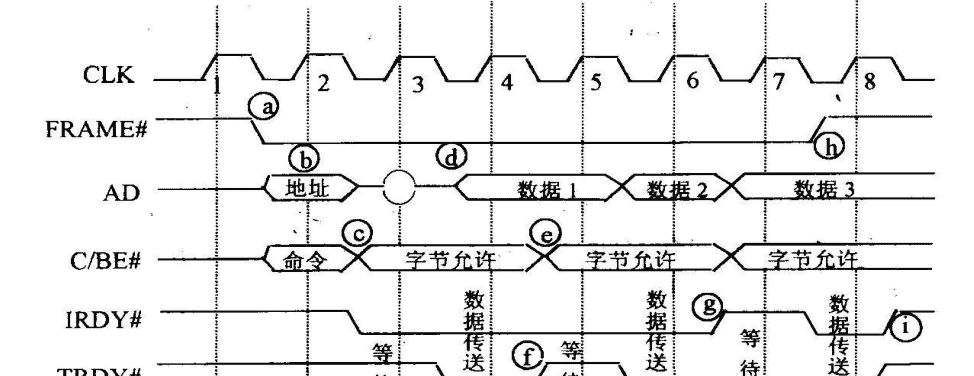 CLK 1 2 3 4 5 6 7 8
a
FRAME#
h
b d
AD 地址 数据 1 数据 2 数据 3
c e
C/BE# 命令 字节允许 字节允许 字节允许
IRDY# 数据传送 数据传送 g 数据传送 i
等 f 等 等待